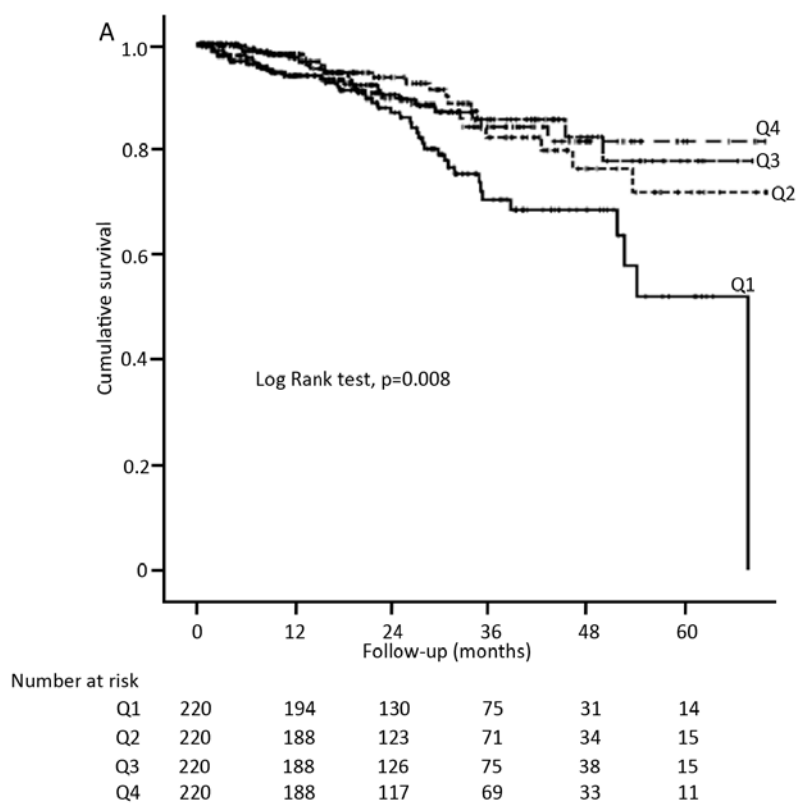 A
1.0
0.8
0.6
0.4
0.2
0
Cumulative survival
Q4
Q3
Q2
Q1
Log Rank test, p=0.008
0 12 24 36 48 60
Follow-up (months)
Number at risk
Q1 220 194 130 75 31 14
Q2 220 188 123 71 34 15
Q3 220 188 126 75 38 15
Q4 220 188 117 69 33 11